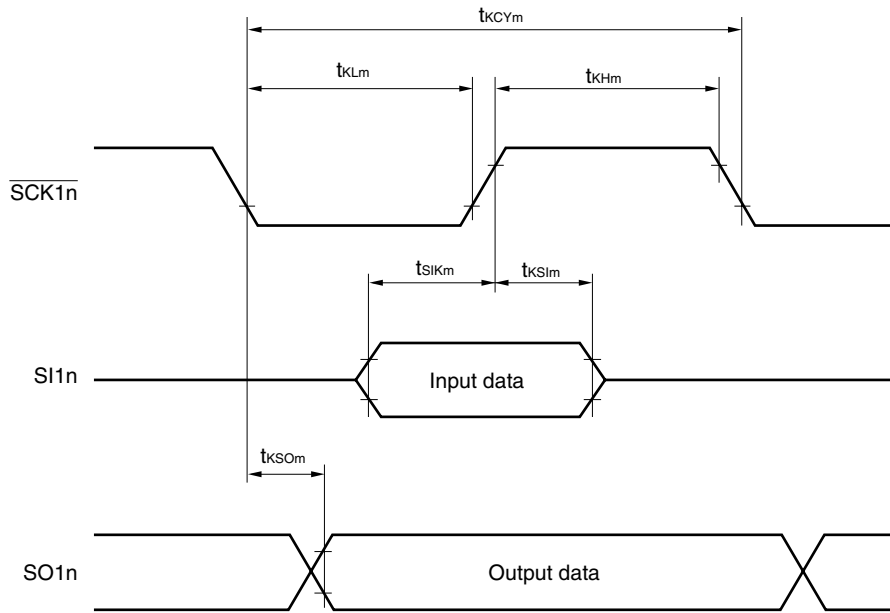 tKCYm
tKLm
tKHm
SCK1n
tSIKm
tKSIm
SI1n
Input data
tKSOm
SO1n
Output data